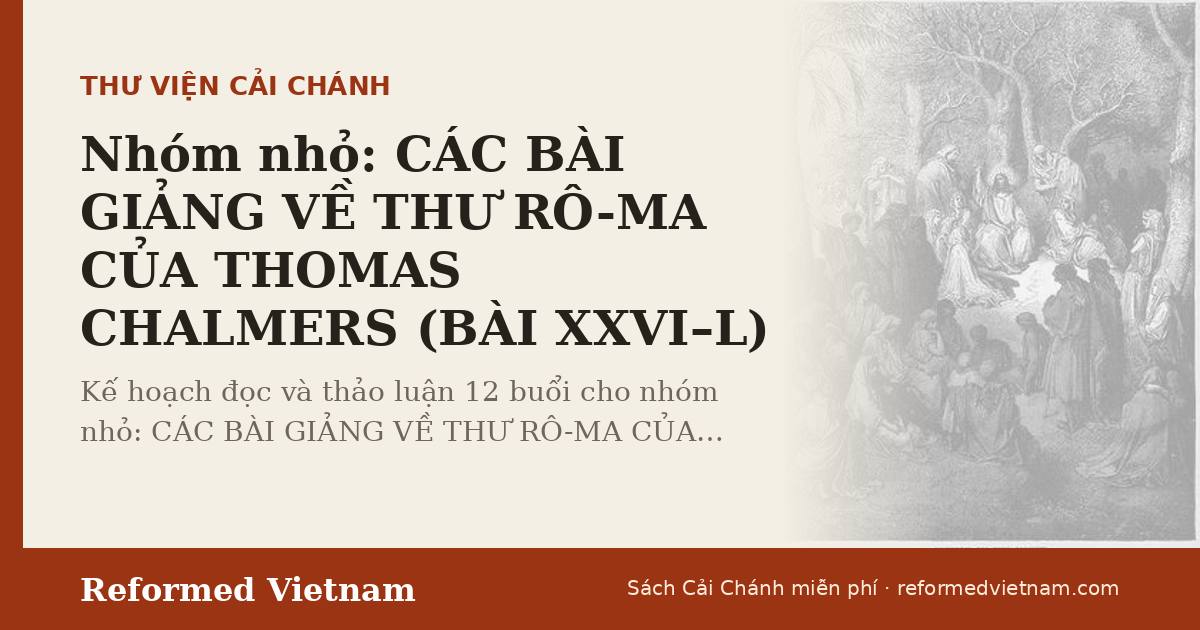 THƯ VIỆN CẢI CHÁNH
Nhóm nhỏ: CÁC BÀI
GIẢNG VỀ THƯ RÔ-MA
CỦA THOMAS
CHALMERS (BÀI XXVI–L)
Kế hoạch đọc và thảo luận 12 buổi cho nhóm
nhỏ: CÁC BÀI GIẢNG VỀ THƯ RÔ-MA CỦA...
Reformed Vietnam
Sách Cải Chánh miễn phí · reformedvietnam.com